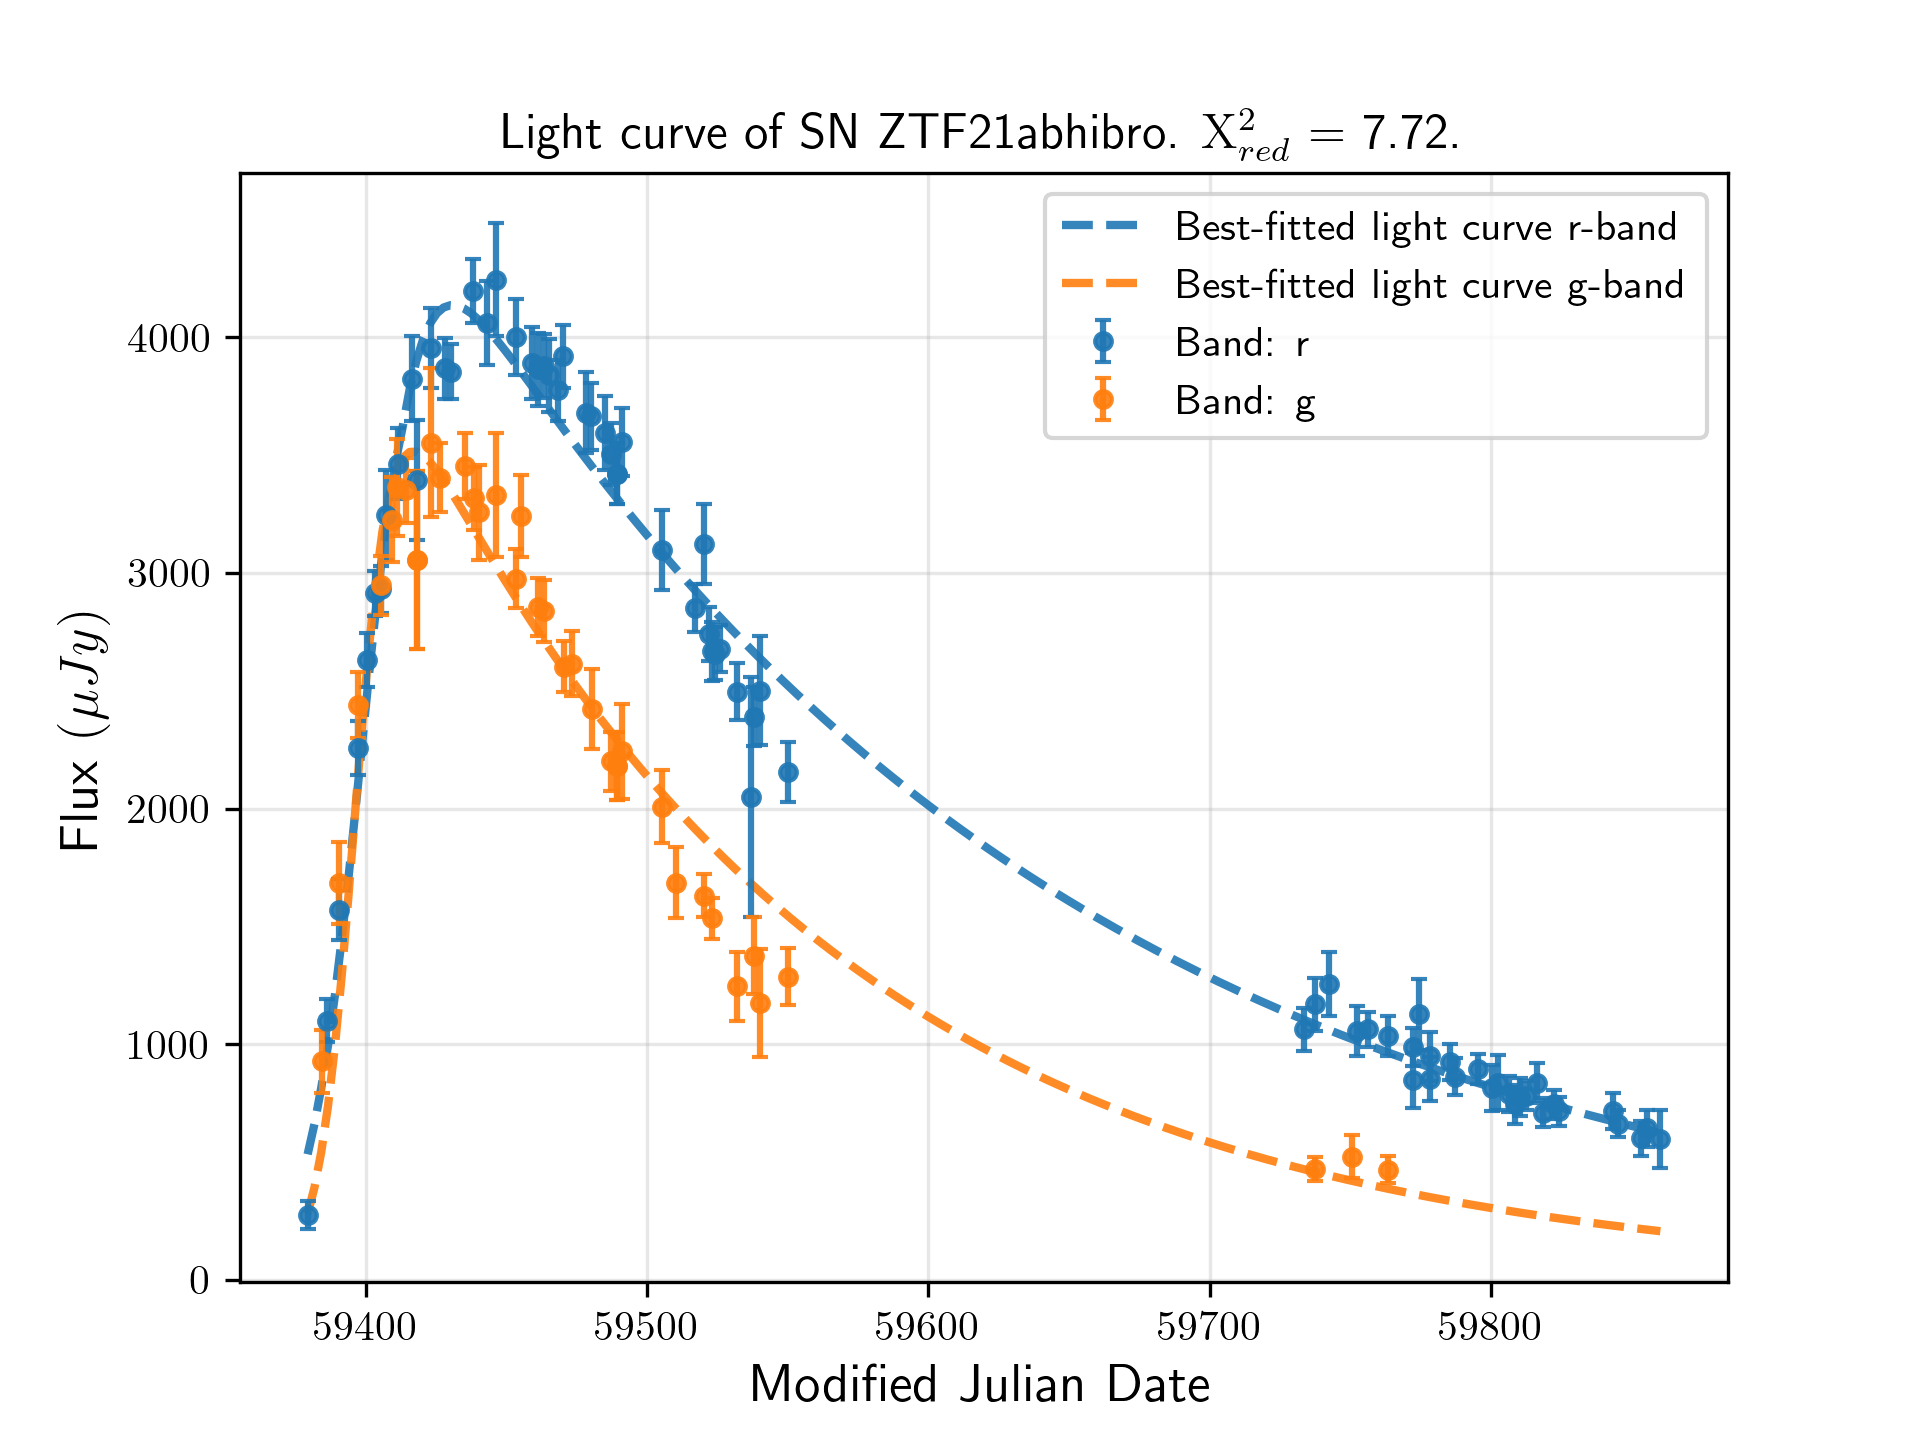 Light curve of SN ZTF21abhibro. X²_red = 7.72.
Best-fitted light curve r-band
Best-fitted light curve g-band
Band: r
Band: g
Flux (μJy)
4000
3000
2000
1000
0
59400 59500 59600 59700 59800
Modified Julian Date